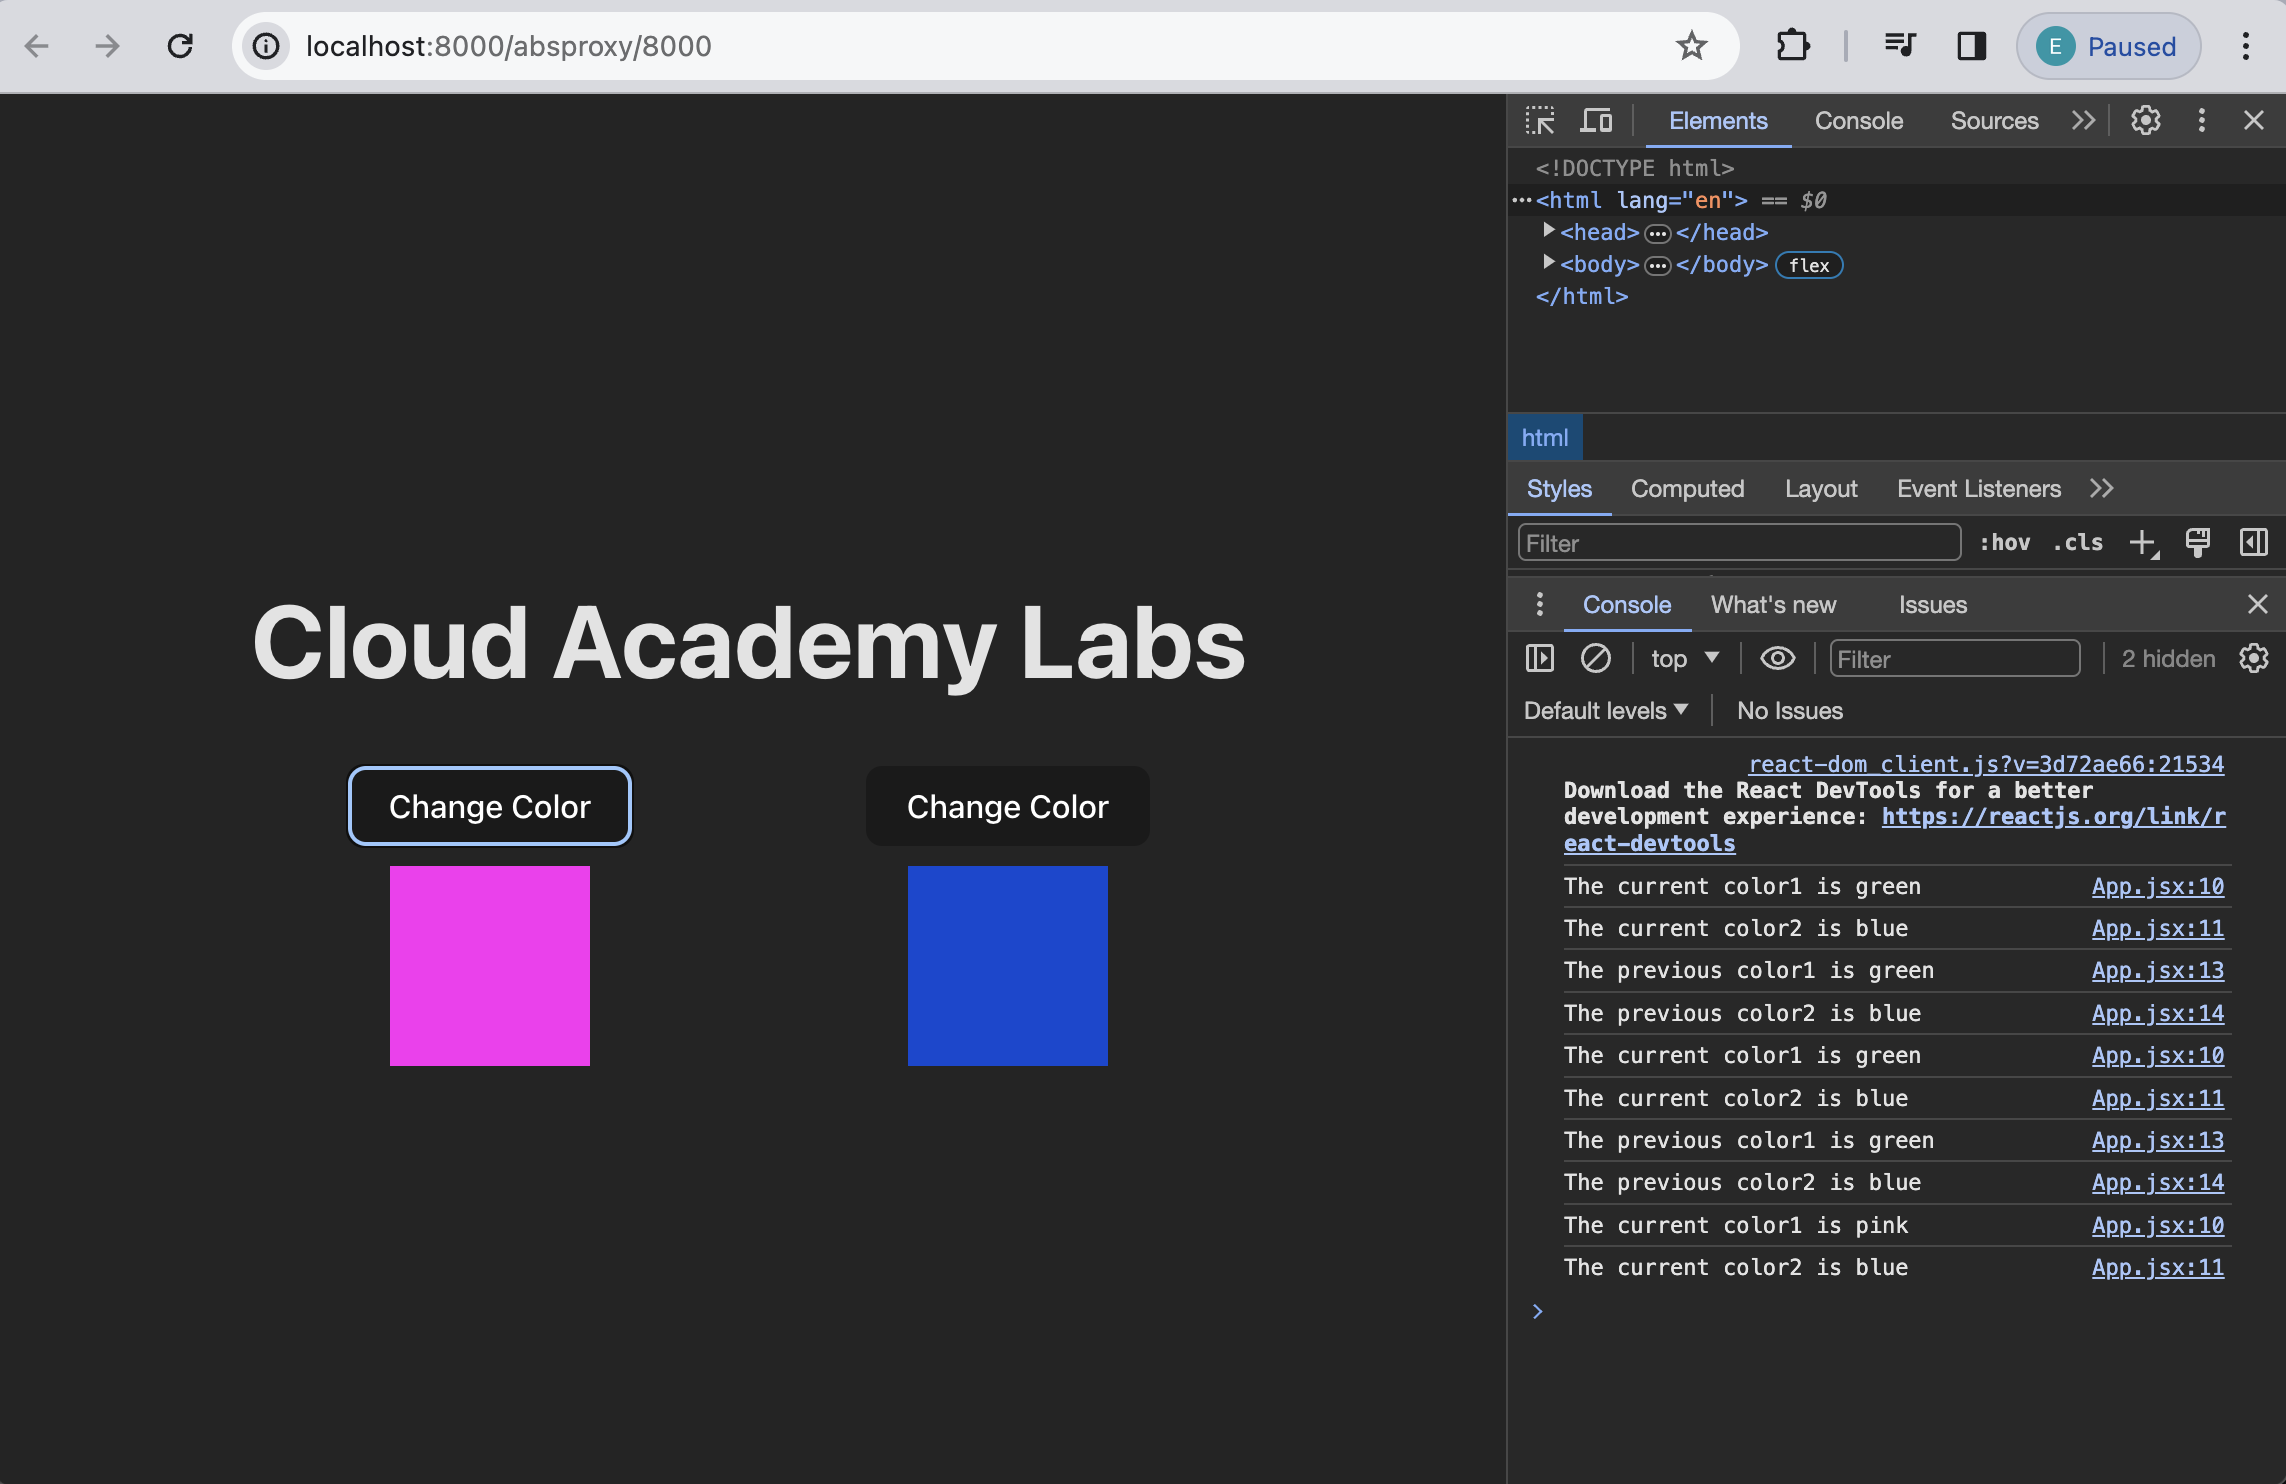 localhost:8000/absproxy/8000
E Paused
Elements Console Sources
<!DOCTYPE html>
<html lang="en"> == $0
<head>…</head>
<body>…</body> flex
</html>
html
Styles Computed Layout Event Listeners
Filter :hov .cls
Console What's new Issues
top Filter 2 hidden
Default levels No Issues
react-dom_client.js?v=3d72ae66:21534
Download the React DevTools for a better
development experience: https://reactjs.org/link/r
eact-devtools
The current color1 is green App.jsx:10
The current color2 is blue App.jsx:11
The previous color1 is green App.jsx:13
The previous color2 is blue App.jsx:14
The current color1 is green App.jsx:10
The current color2 is blue App.jsx:11
The previous color1 is green App.jsx:13
The previous color2 is blue App.jsx:14
The current color1 is pink App.jsx:10
The current color2 is blue App.jsx:11
>
Cloud Academy Labs
Change Color Change Color